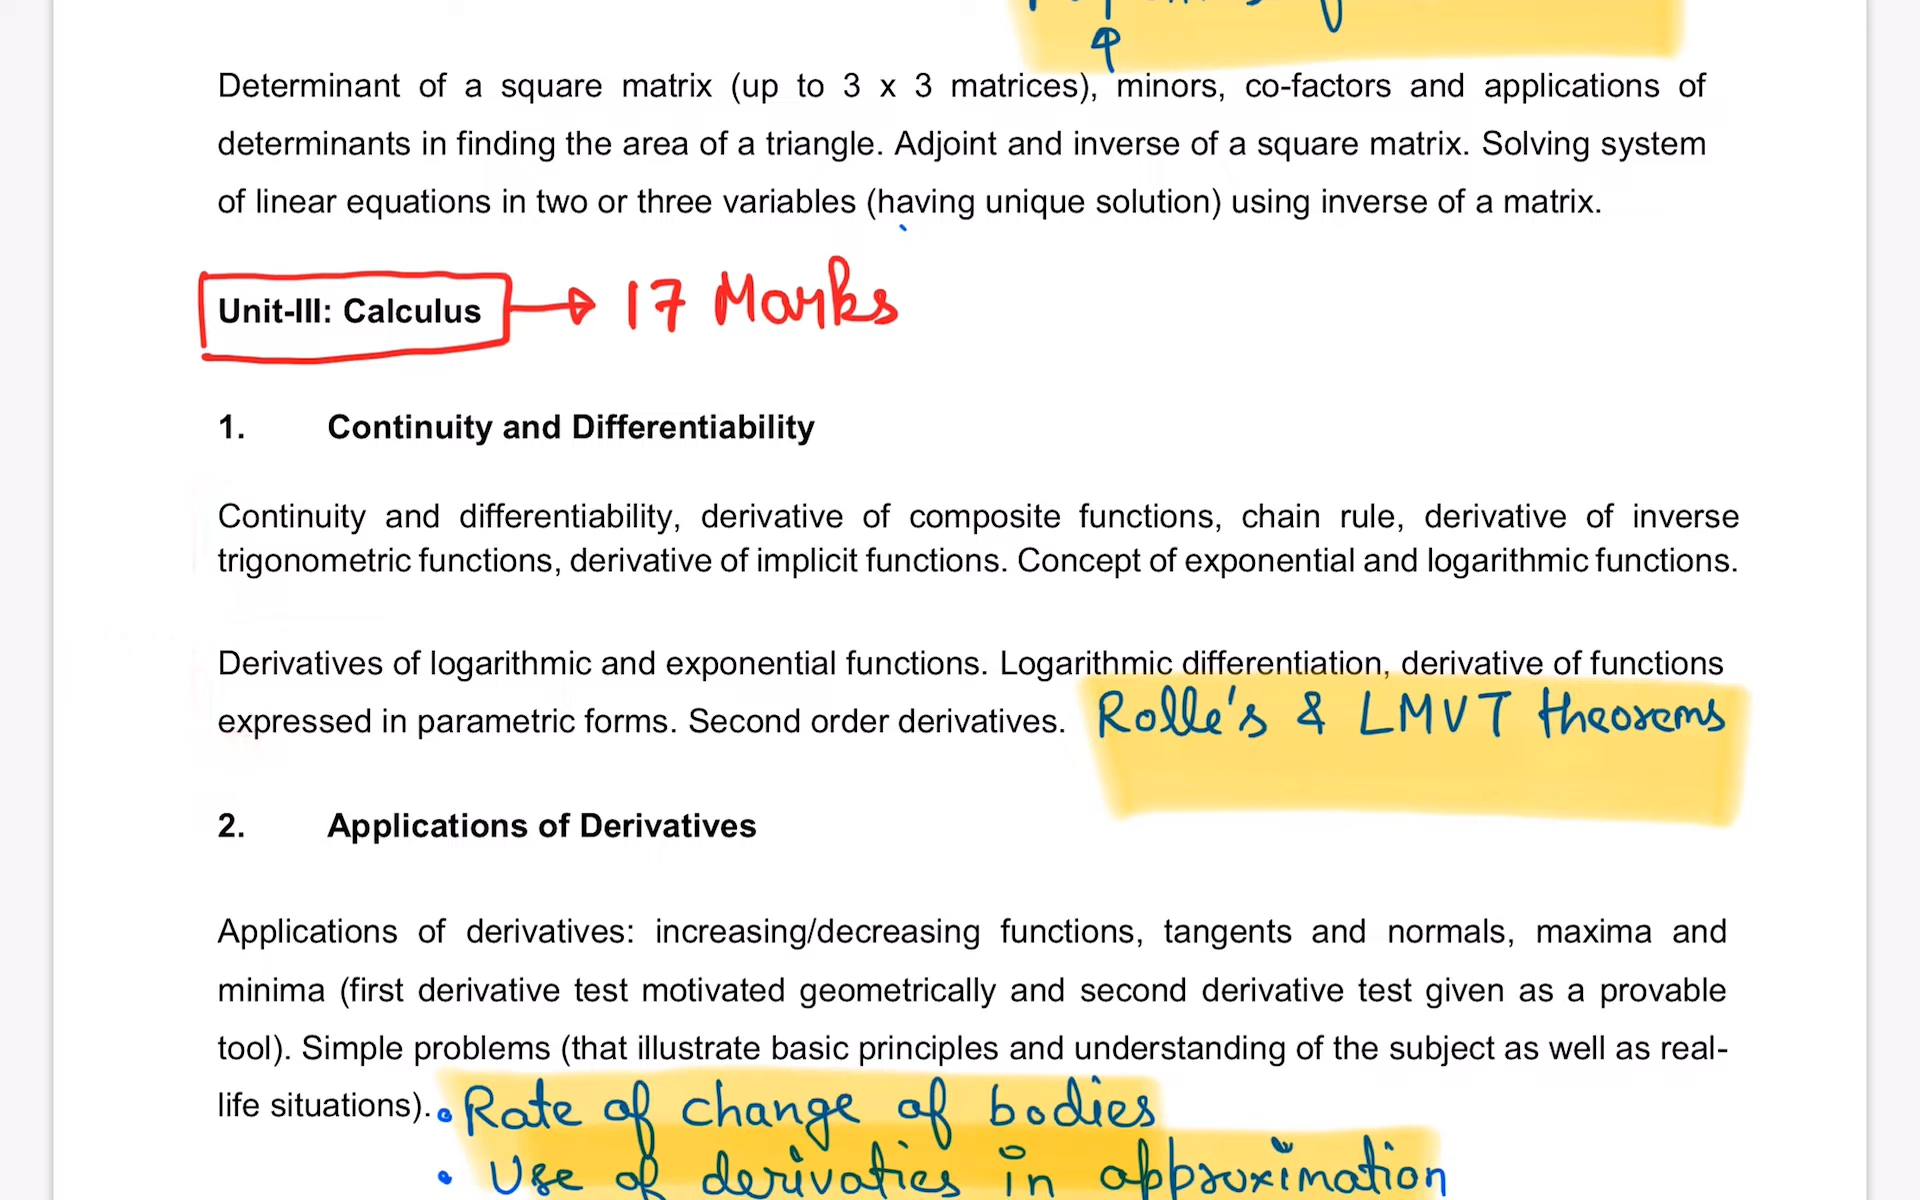 Determinant of a square matrix (up to 3 x 3 matrices), minors, co-factors and applications of
determinants in finding the area of a triangle. Adjoint and inverse of a square matrix. Solving system
of linear equations in two or three variables (having unique solution) using inverse of a matrix.
Unit-III: Calculus → 17 Marks
1. Continuity and Differentiability
Continuity and differentiability, derivative of composite functions, chain rule, derivative of inverse
trigonometric functions, derivative of implicit functions. Concept of exponential and logarithmic functions.
Derivatives of logarithmic and exponential functions. Logarithmic differentiation, derivative of functions
expressed in parametric forms. Second order derivatives. Rolle's & LMVT theorems
2. Applications of Derivatives
Applications of derivatives: increasing/decreasing functions, tangents and normals, maxima and
minima (first derivative test motivated geometrically and second derivative test given as a provable
tool). Simple problems (that illustrate basic principles and understanding of the subject as well as real-
life situations). • Rate of change of bodies
• Use of derivaties in approximation